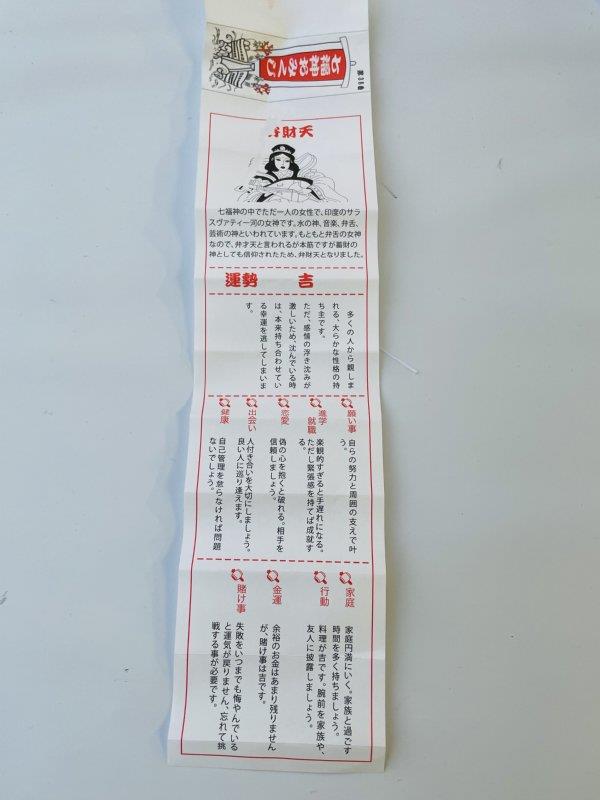 七福神おみくじ
第36番
弁財天
七福神の中でただ一人の女性で、印度のサラ
スヴァティー河の女神です。水の神、音楽、弁舌、
芸術の神といわれています。もともと弁舌の女神
なので、弁才天と言われるが本筋ですが蓄財の
神としても信仰されたため、弁財天となりました。
運勢 吉
多くの人から親しま
れる、大らかな性格の持
ち主です。
ただ、感情の浮き沈みが
激しいため、沈んでいる時
は、本来持ち合わせてい
る幸運を逃してしまいま
す。
願い事
自らの努力と周囲の支えで叶
う。
進学
就職
楽観的すぎると手遅れになる。
ただし緊張感を持てば成就す
る。
恋愛
偽の心を抱くと破れる。相手を
信頼しましょう。
出会い
人付き合いを大切にしましょう。
良い人に巡り逢えます。
健康
自己管理を怠らなければ問題
ないでしょう。
家庭
家庭円満にいく。家族と過ごす
時間を多く持ちましょう。
行動
料理が吉です。腕前を家族や、
友人に披露しましょう。
金運
余裕のお金はあまり残りません
が、賭け事は吉です。
賭け事
失敗をいつまでも悔やんでいる
と運気が戻りません、忘れて挑
戦する事が必要です。